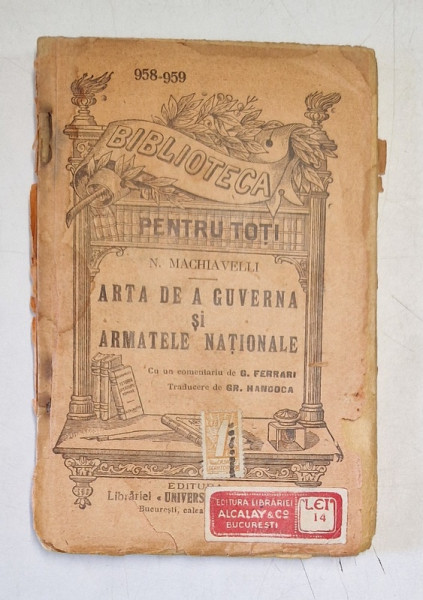 958-959
BIBLIOTECA
PENTRU TOȚI
N. MACHIAVELLI
ARTA DE A GUVERNA
ȘI
ARMATELE NAȚIONALE
Cu un comentariu de G. FERRARI
Traducere de GR. HANDOCA
EDITURA
Librăriei « UNIVERS
București, calea
EDITURA LIBRĂRIEI
ALCALAY & Co
BUCUREȘTI
LEI
14